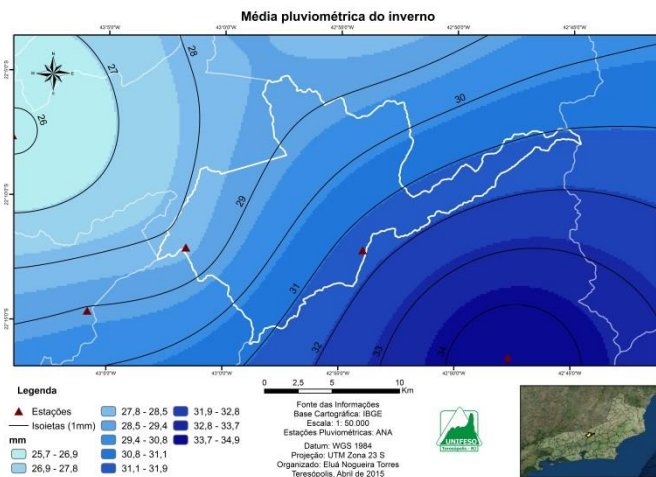 Média pluviométrica do inverno
43°5'0"W 43°0'0"W 42°55'0"W 42°50'0"W 42°45'0"W
28
27
26
30
29
31
32
33
34
N
S
43°5'0"W 43°0'0"W 42°55'0"W 42°50'0"W 42°45'0"W
Legenda
Estações
Isoietas (1mm)
mm
25,7 - 26,9
26,9 - 27,8
27,8 - 28,5
28,5 - 29,4
29,4 - 30,8
30,8 - 31,1
31,1 - 31,9
31,9 - 32,8
32,8 - 33,7
33,7 - 34,9
0 2,5 5 10
Km
Fonte das Informações
Base Cartográfica: IBGE
Escala: 1: 50.000
Estações Pluviométricas: ANA
Datum: WGS 1984
Projeção: UTM Zona 23 S
Organizado: Eluá Nogueira Torres
Teresópolis, Abril de 2015
UNIFESO
Teresópolis - RJ